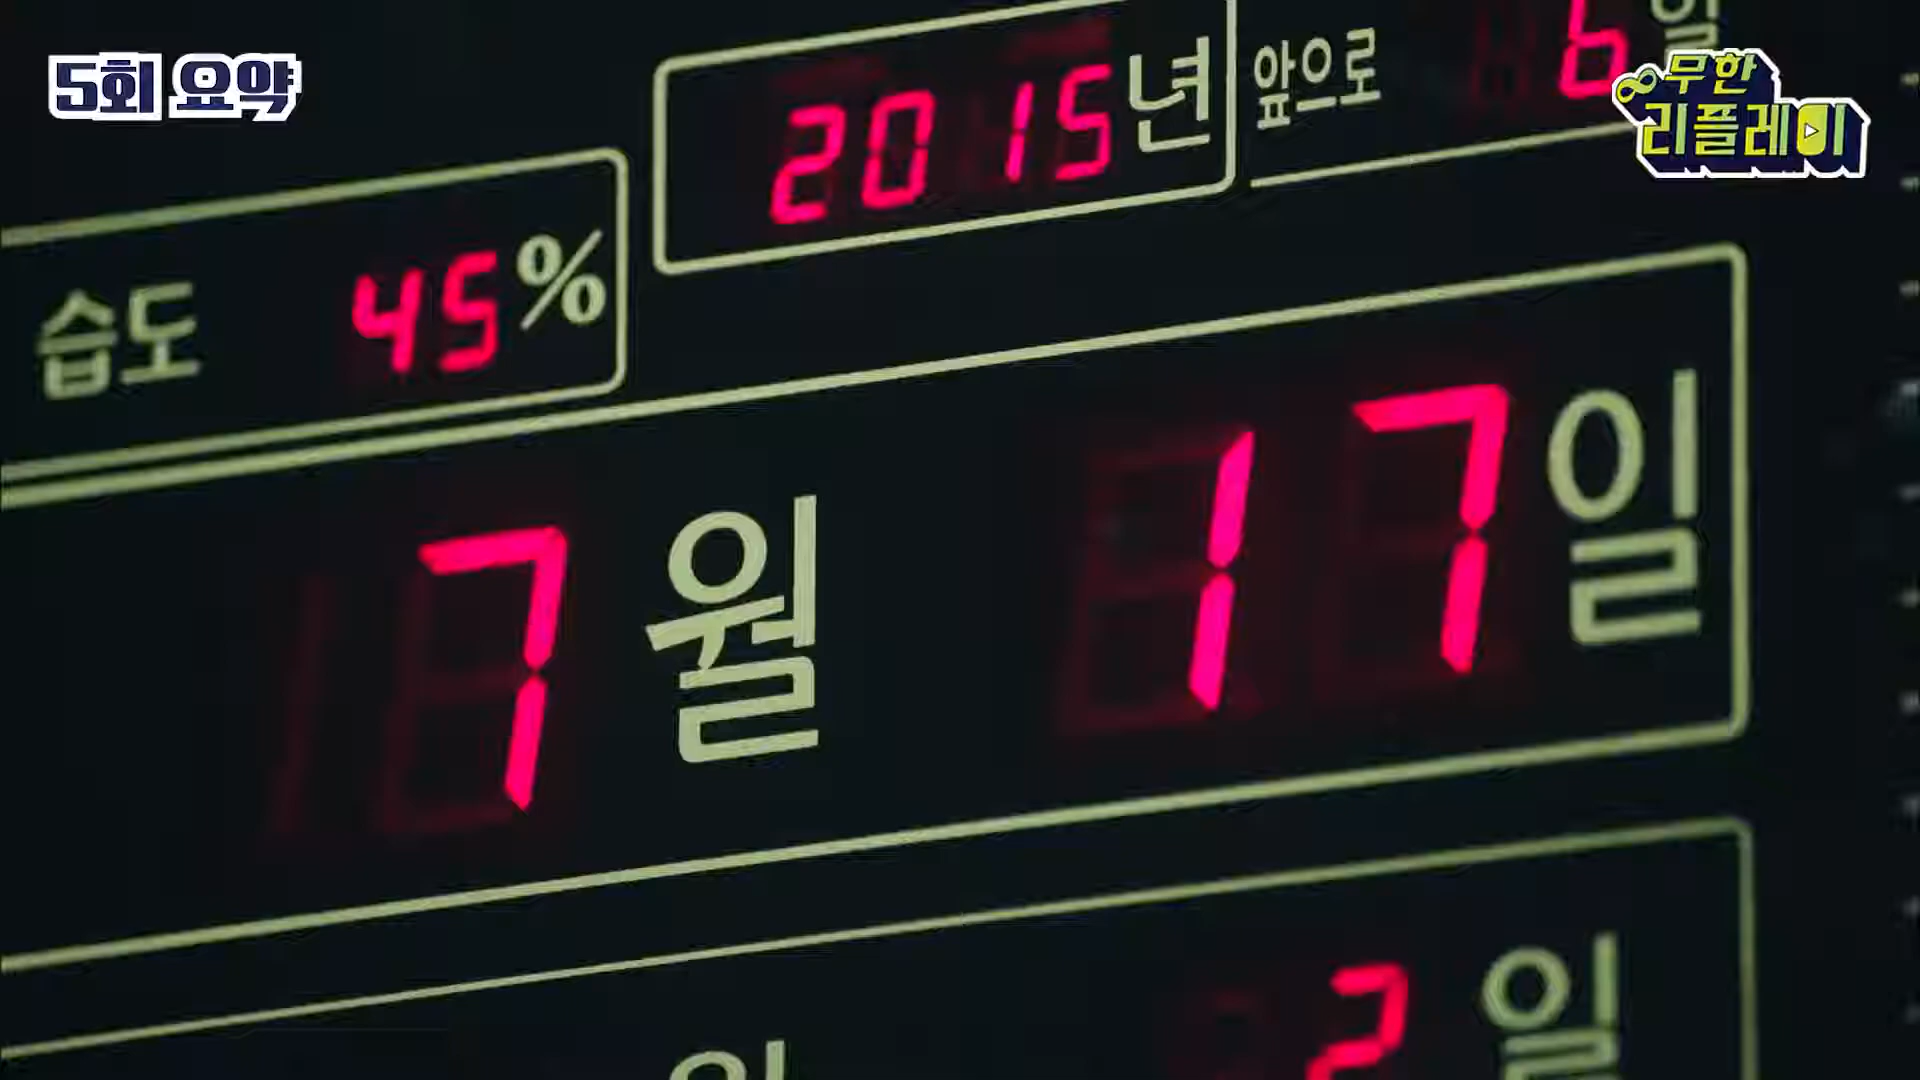 5회 요약
무한
리플레이
2015년 앞으로 6일
습도 45%
7월 17일
월 2일